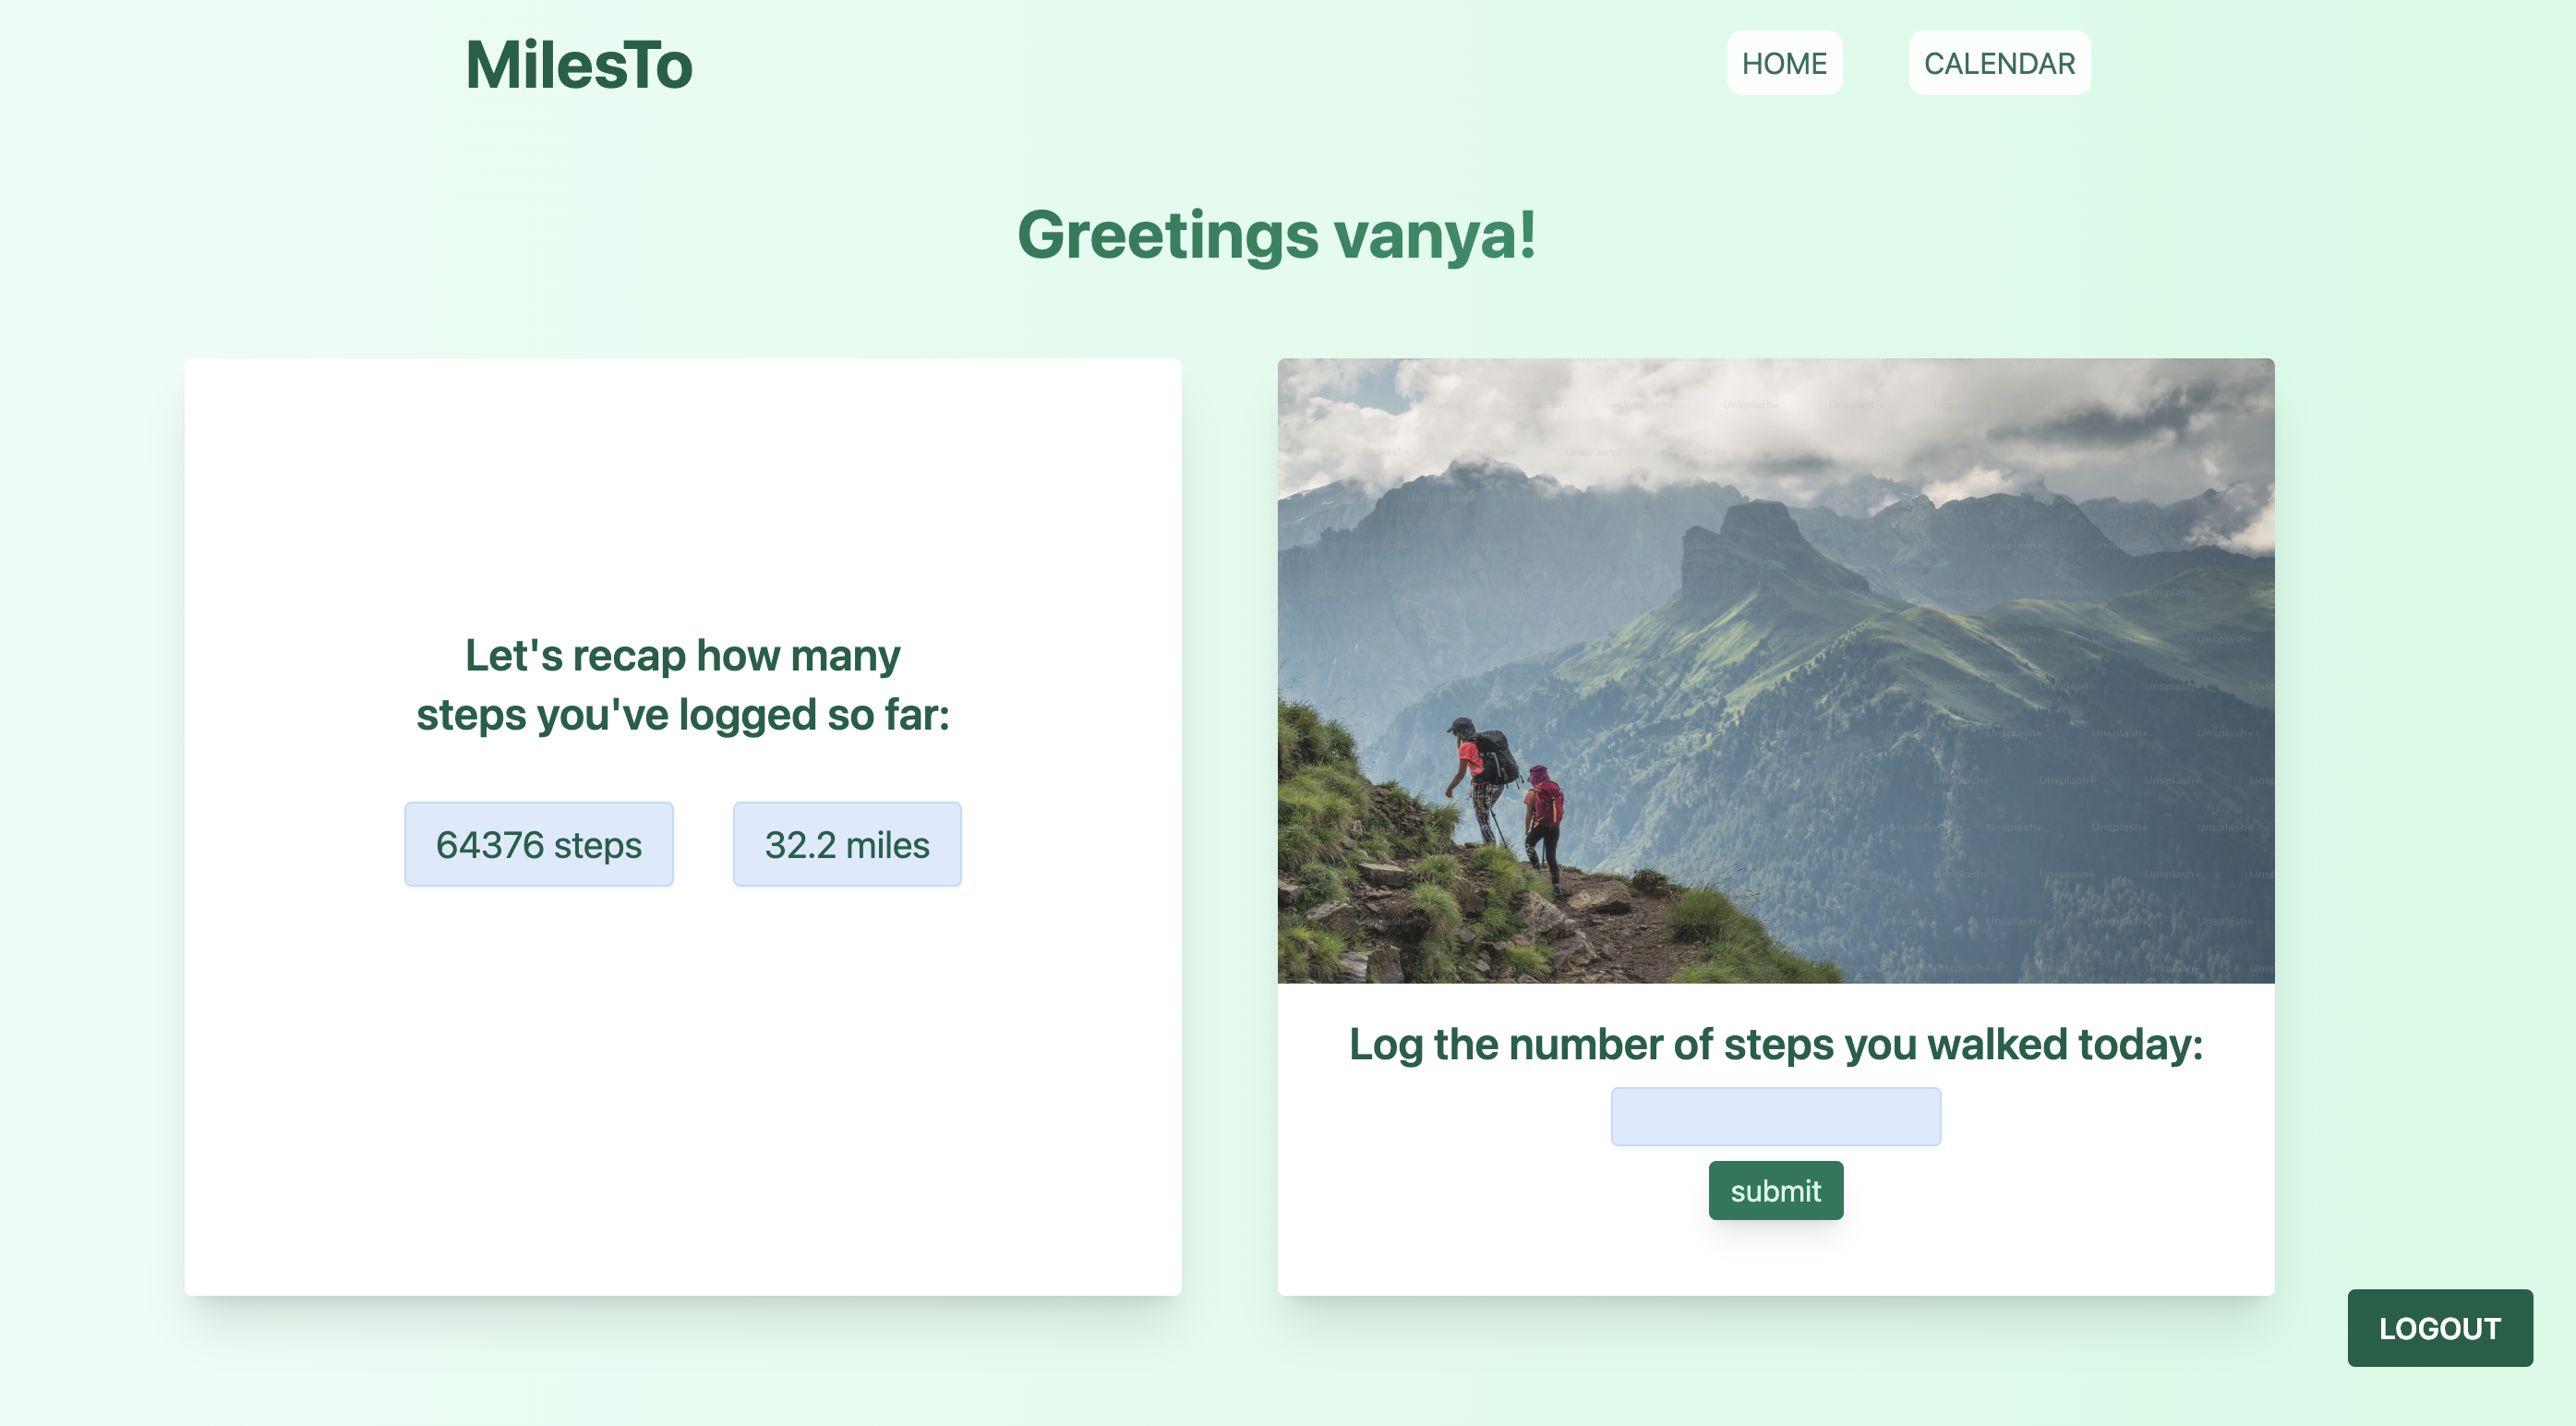 MilesTo
HOME
CALENDAR
Greetings vanya!
Let's recap how many
steps you've logged so far:
64376 steps
32.2 miles
Unsplash+
Log the number of steps you walked today:
submit
LOGOUT